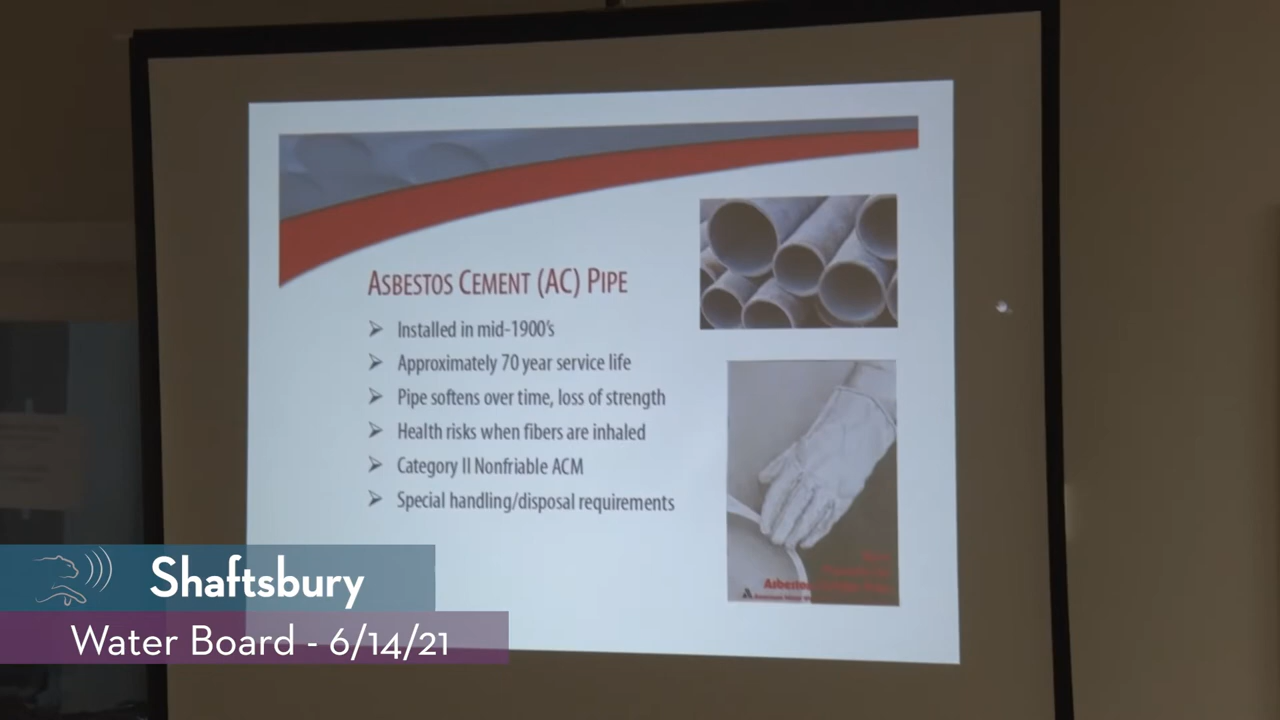 ASBESTOS CEMENT (AC) PIPE
Installed in mid-1900's
Approximately 70 year service life
Pipe softens over time, loss of strength
Health risks when fibers are inhaled
Category II Nonfriable ACM
Special handling/disposal requirements
Asbestos
Shaftsbury
Water Board - 6/14/21